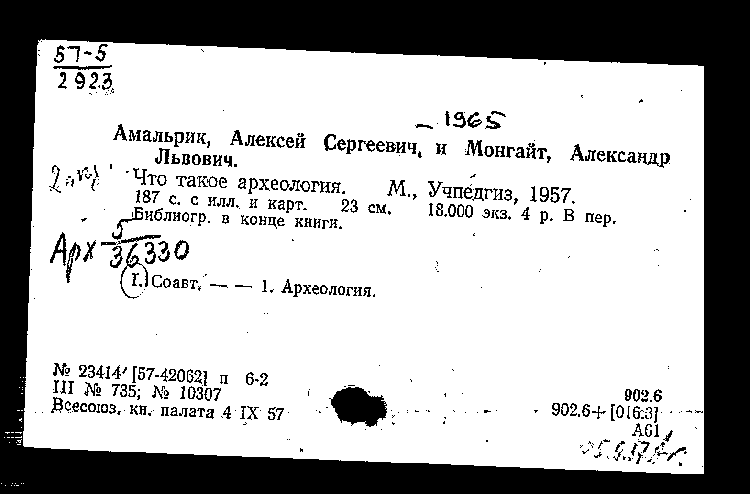 57-5
2923
– 1965
Амальрик, Алексей Сергеевич, и Монгайт, Александр
Львович.
2 экз
Что такое археология. М., Учпедгиз, 1957.
187 с. с илл. и карт. 23 см. 18.000 экз. 4 р. В пер.
Библиогр. в конце книги.
Арх 5
36330
I. Соавт. — — 1. Археология.
№ 23414 [57-42062] п 6-2
III № 735; № 10307
Всесоюз. кн. палата 4 IX 57
902.6
902.6+[016:3]
А61